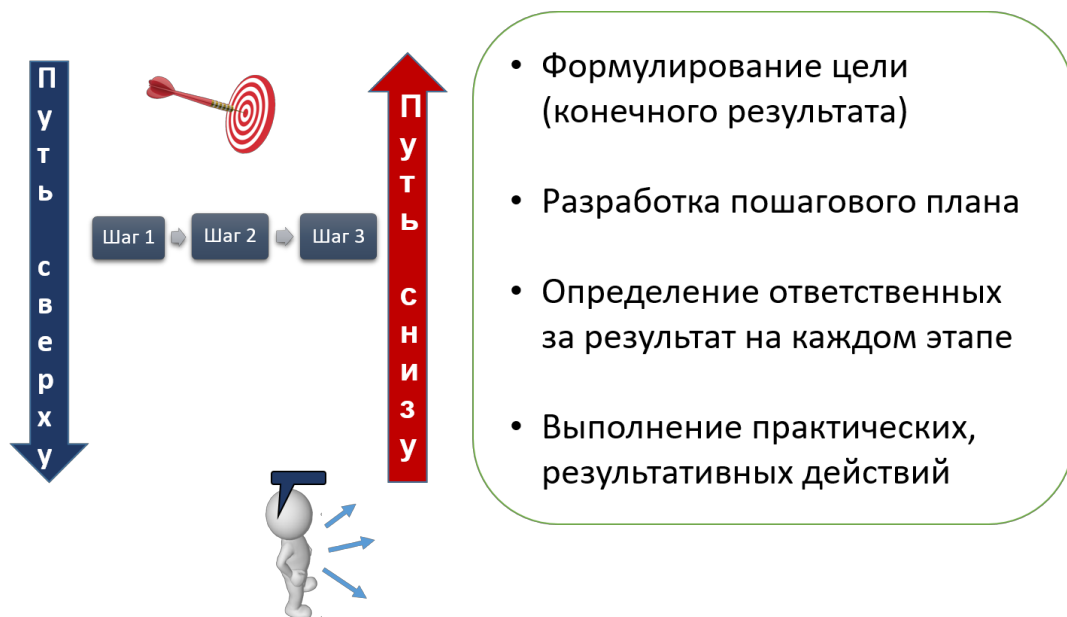 Путь сверху
Шаг 1
Шаг 2
Шаг 3
Путь снизу
• Формулирование цели
(конечного результата)
• Разработка пошагового плана
• Определение ответственных
за результат на каждом этапе
• Выполнение практических,
результативных действий